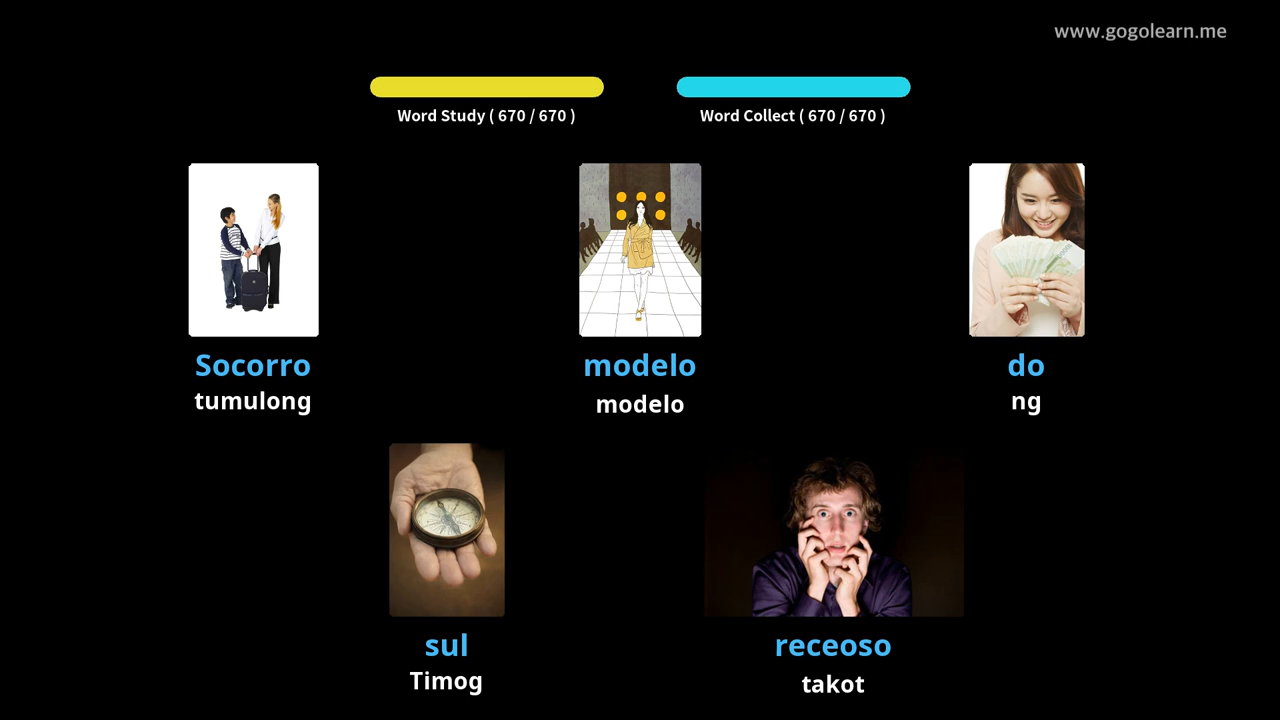 www.gogolearn.me
Word Study ( 670 / 670 )
Word Collect ( 670 / 670 )
Socorro
tumulong
modelo
modelo
do
ng
sul
Timog
receoso
takot